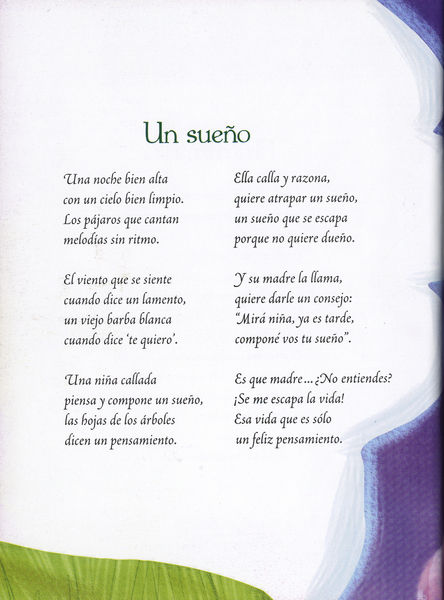 Un sueño
Una noche bien alta
con un cielo bien limpio.
Los pájaros que cantan
melodías sin ritmo.
El viento que se siente
cuando dice un lamento,
un viejo barba blanca
cuando dice ‘te quiero’.
Una niña callada
piensa y compone un sueño,
las hojas de los árboles
dicen un pensamiento.
Ella calla y razona,
quiere atrapar un sueño,
un sueño que se escapa
porque no quiere dueño.
Y su madre la llama,
quiere darle un consejo:
“Mirá niña, ya es tarde,
componé vos tu sueño”.
Es que madre... ¿No entiendes?
¡Se me escapa la vida!
Esa vida que es sólo
un feliz pensamiento.